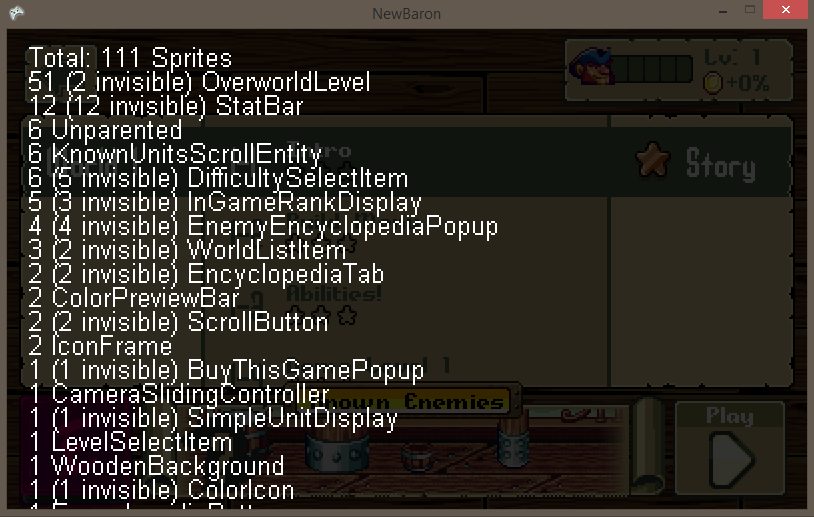 NewBaron
Total: 111 Sprites
51 (2 invisible) OverworldLevel
12 (12 invisible) StatBar
6 Unparented
6 KnownUnitsScrollEntity
6 (5 invisible) DifficultySelectItem
5 (3 invisible) InGameRankDisplay
4 (4 invisible) EnemyEncyclopediaPopup
3 (2 invisible) WorldListItem
2 (2 invisible) EncyclopediaTab
2 ColorPreviewBar
2 (2 invisible) ScrollButton
2 IconFrame
1 (1 invisible) BuyThisGamePopup
1 CameraSlidingController
1 (1 invisible) SimpleUnitDisplay
1 LevelSelectItem
1 WoodenBackground
1 (1 invisible) ColorIcon
Lv: 1
+0%
Intro
Story
Abilities!
Known Enemies
Play